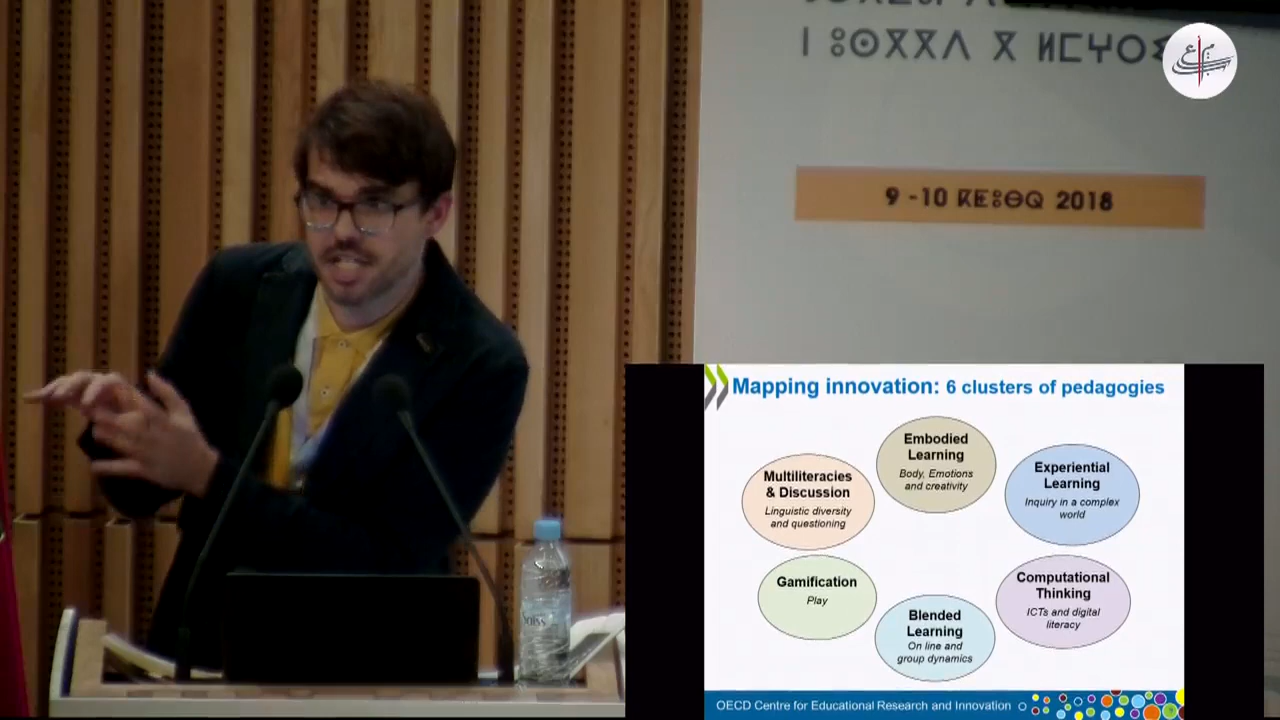 ⵏ ⵓⵙⴳⴳⴷ ⴳ
9 -10 ⴽⵟⵓⴱⵕ 2018
Mapping innovation: 6 clusters of pedagogies
Embodied
Learning
Body, Emotions
and creativity
Multiliteracies
& Discussion
Linguistic diversity
and questioning
Experiential
Learning
Inquiry in a complex
world
Gamification
Play
Computational
Thinking
ICTs and digital
literacy
Blended
Learning
On line and
group dynamics
OECD Centre for Educational Research and Innovation